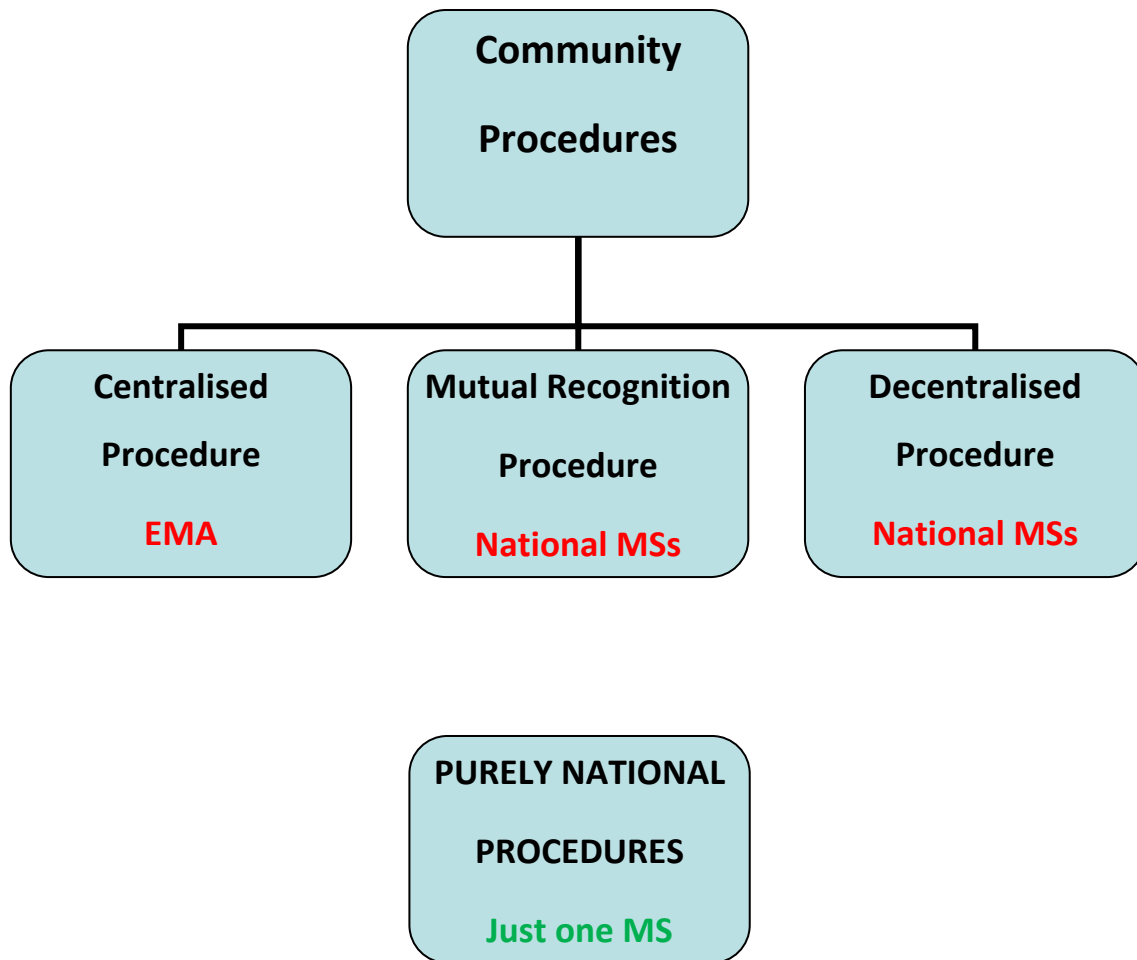 Community
Procedures
Centralised
Procedure
EMA
Mutual Recognition
Procedure
National MSs
Decentralised
Procedure
National MSs
PURELY NATIONAL
PROCEDURES
Just one MS